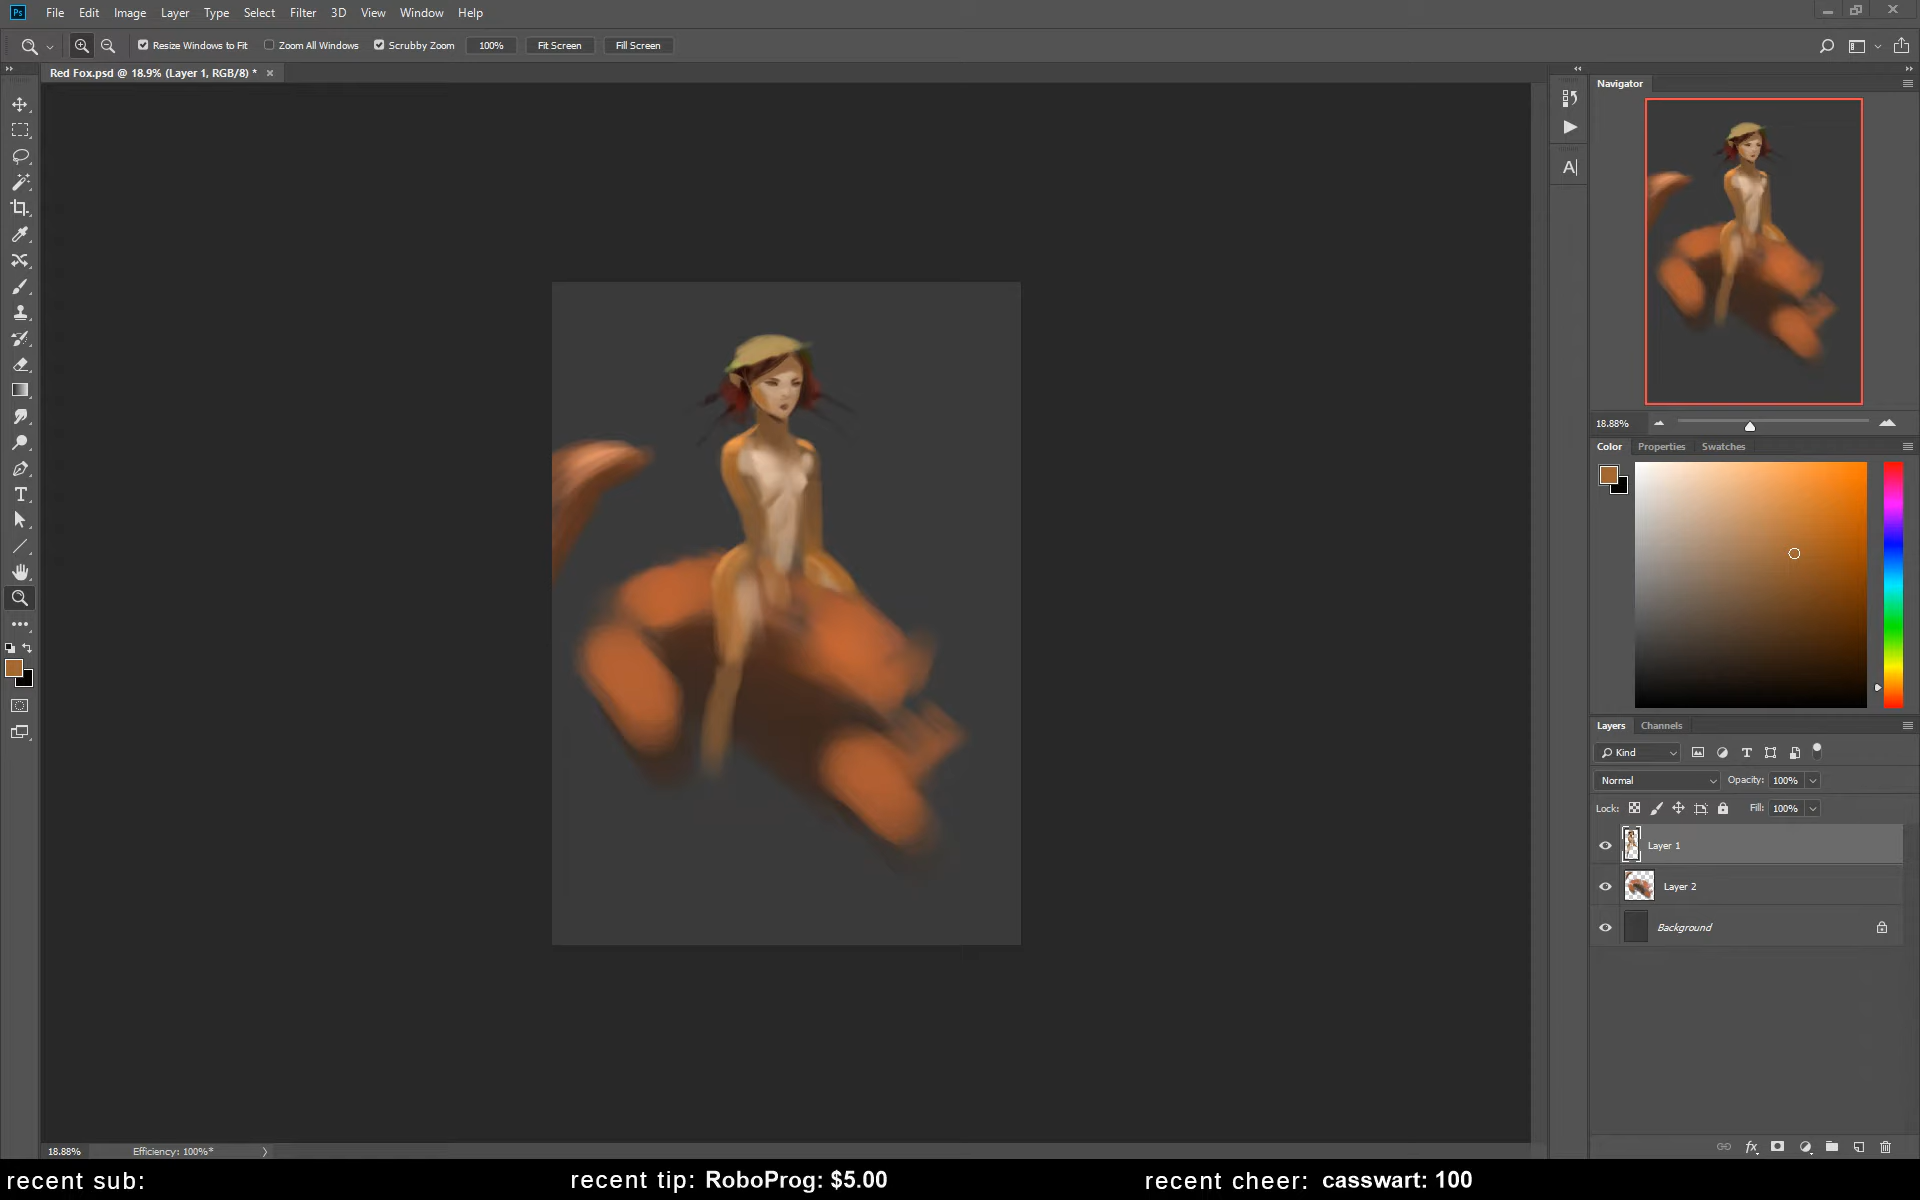 Ps File Edit Image Layer Type Select Filter 3D View Window Help
Resize Windows to Fit Zoom All Windows Scrubby Zoom 100% Fit Screen Fill Screen
Red Fox.psd @ 18.9% (Layer 1, RGB/8) *
Navigator
A
18.88%
Color Properties Swatches
T
Layers Channels
Kind
T
Normal Opacity: 100%
Lock: Fill: 100%
Layer 1
Layer 2
Background
fx
18.88% Efficiency: 100%*
recent sub: recent tip: RoboProg: $5.00 recent cheer: casswart: 100